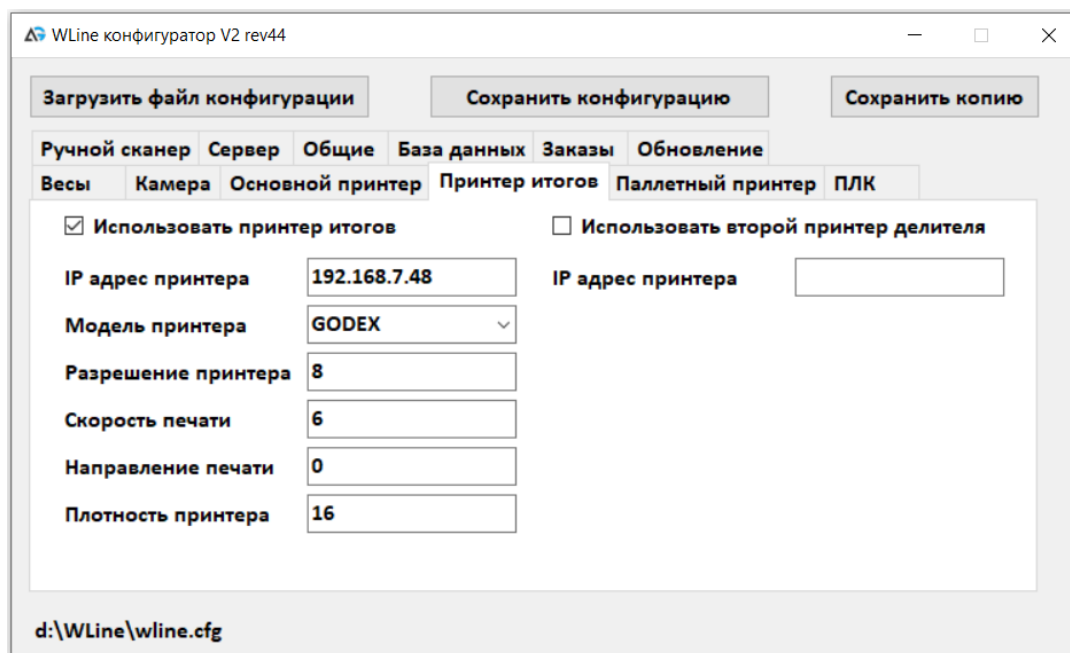 WLine конфигуратор V2 rev44
Загрузить файл конфигурации Сохранить конфигурацию Сохранить копию
Ручной сканер Сервер Общие База данных Заказы Обновление
Весы Камера Основной принтер Принтер итогов Паллетный принтер ПЛК
Использовать принтер итогов Использовать второй принтер делителя
IP адрес принтера 192.168.7.48 IP адрес принтера
Модель принтера GODEX
Разрешение принтера 8
Скорость печати 6
Направление печати 0
Плотность принтера 16
d:\WLine\wline.cfg